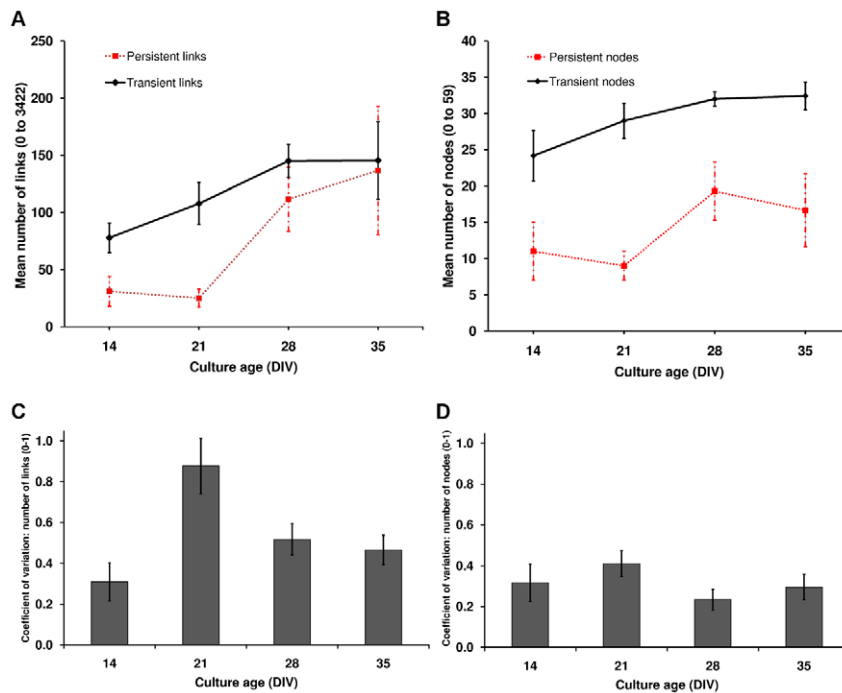 A
Mean number of links (0 to 3422)
250
200
150
100
50
0
Persistent links
Transient links
14 21 28 35
Culture age (DIV)
B
Mean number of nodes (0 to 59)
40
35
30
25
20
15
10
5
0
Persistent nodes
Transient nodes
14 21 28 35
Culture age (DIV)
C
Coefficient of variation: number of links (0-1)
1.0
0.8
0.6
0.4
0.2
0.0
14 21 28 35
Culture age (DIV)
D
Coefficient of variation: number of nodes (0-1)
1.0
0.8
0.6
0.4
0.2
0.0
14 21 28 35
Culture age (DIV)